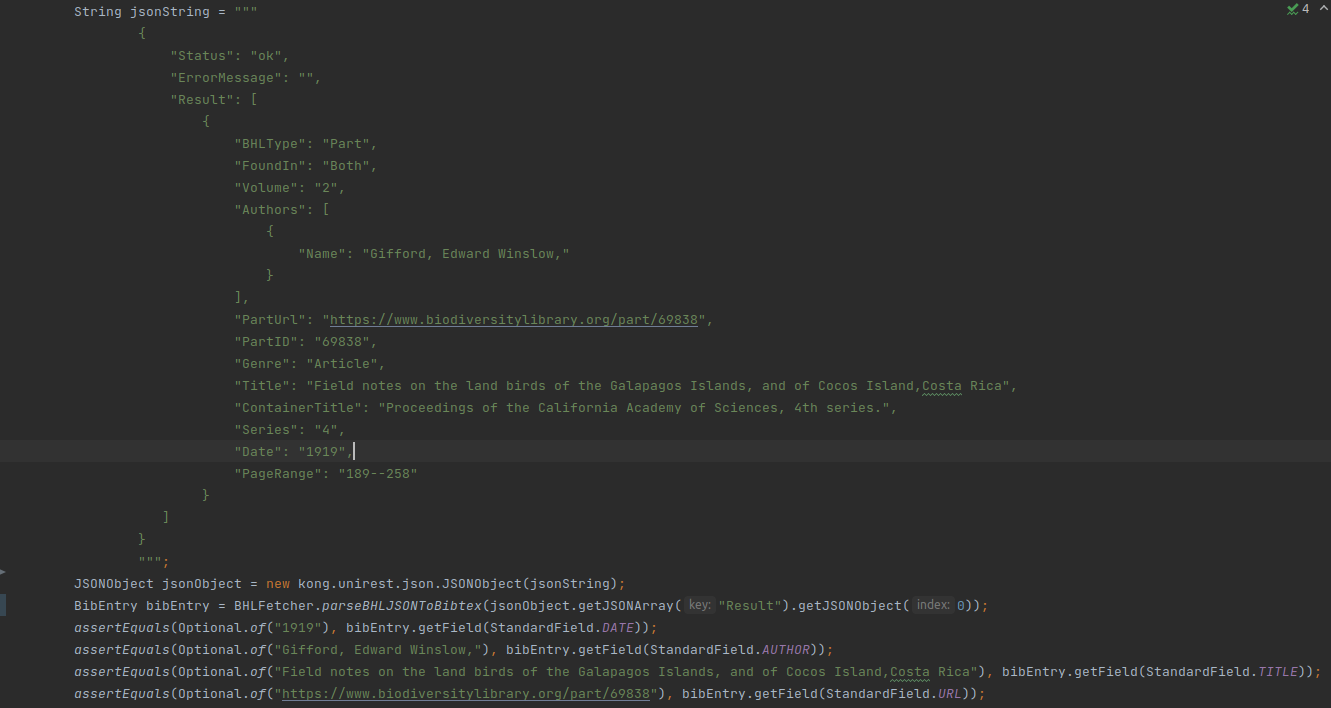 String jsonString = """
4
{
"Status": "ok",
"ErrorMessage": "",
"Result": [
{
"BHLType": "Part",
"FoundIn": "Both",
"Volume": "2",
"Authors": [
{
"Name": "Gifford, Edward Winslow,"
}
],
"PartUrl": "https://www.biodiversitylibrary.org/part/69838",
"PartID": "69838",
"Genre": "Article",
"Title": "Field notes on the land birds of the Galapagos Islands, and of Cocos Island,Costa Rica",
"ContainerTitle": "Proceedings of the California Academy of Sciences, 4th series.",
"Series": "4",
"Date": "1919",
"PageRange": "189--258"
}
]
}
""";
JSONObject jsonObject = new kong.unirest.json.JSONObject(jsonString);
BibEntry bibEntry = BHLFetcher.parseBHLJSONToBibtex(jsonObject.getJSONArray( key: "Result").getJSONObject( index: 0));
assertEquals(Optional.of("1919"), bibEntry.getField(StandardField.DATE));
assertEquals(Optional.of("Gifford, Edward Winslow,"), bibEntry.getField(StandardField.AUTHOR));
assertEquals(Optional.of("Field notes on the land birds of the Galapagos Islands, and of Cocos Island,Costa Rica"), bibEntry.getField(StandardField.TITLE));
assertEquals(Optional.of("https://www.biodiversitylibrary.org/part/69838"), bibEntry.getField(StandardField.URL));